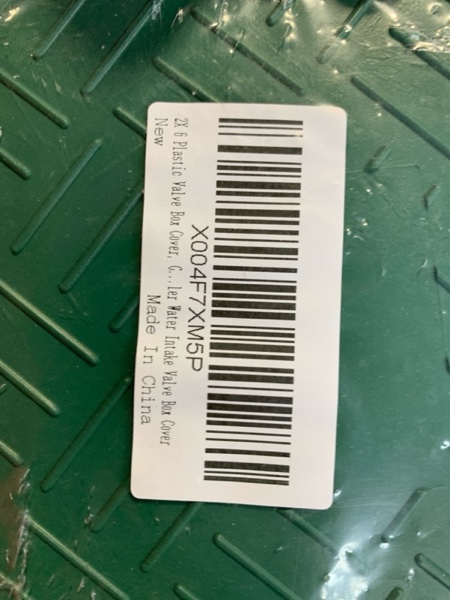 X004F7XM5P
2X 6 Plastic Valve Box Cover, G...ler Water Intake Valve Box Cover
New
Made In China